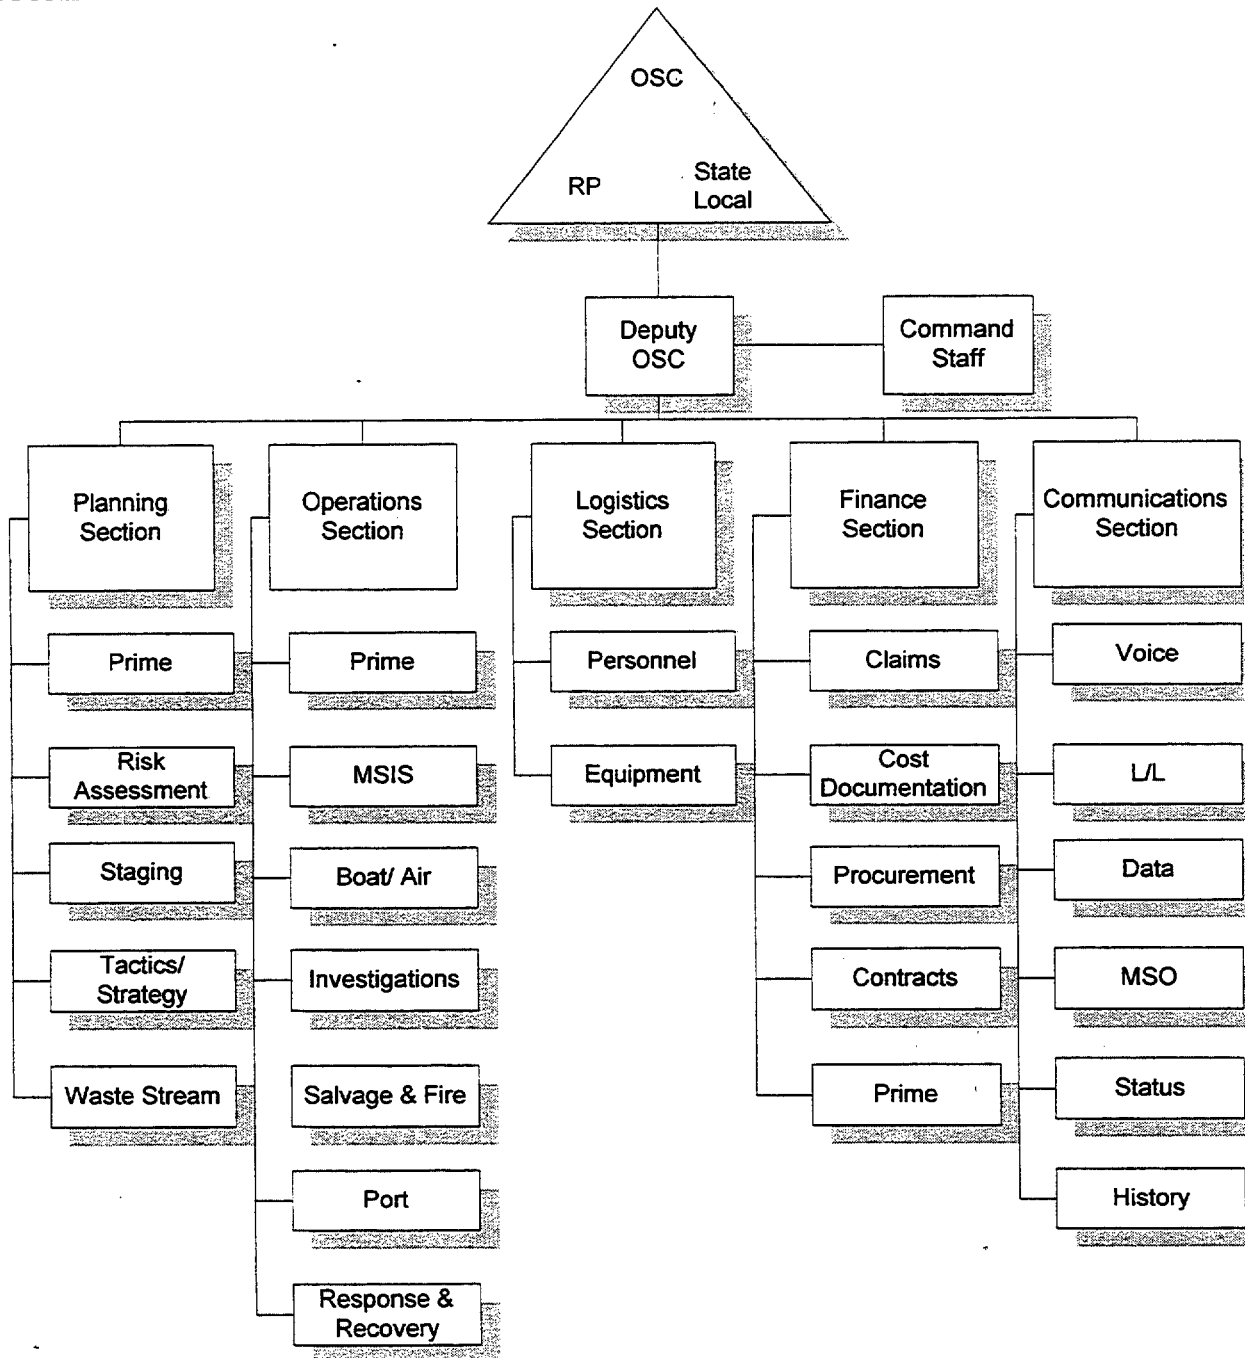 OSC
RP
State
Local
Deputy
OSC
Command
Staff
Planning
Section
Operations
Section
Logistics
Section
Finance
Section
Communications
Section
Prime
Risk
Assessment
Staging
Tactics/
Strategy
Waste Stream
Prime
MSIS
Boat/ Air
Investigations
Salvage & Fire
Port
Response &
Recovery
Personnel
Equipment
Claims
Cost
Documentation
Procurement
Contracts
Prime
Voice
L/L
Data
MSO
Status
History